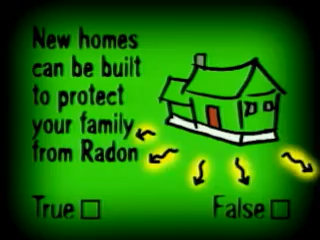 New homes
can be built
to protect
your family
from Radon
True
False